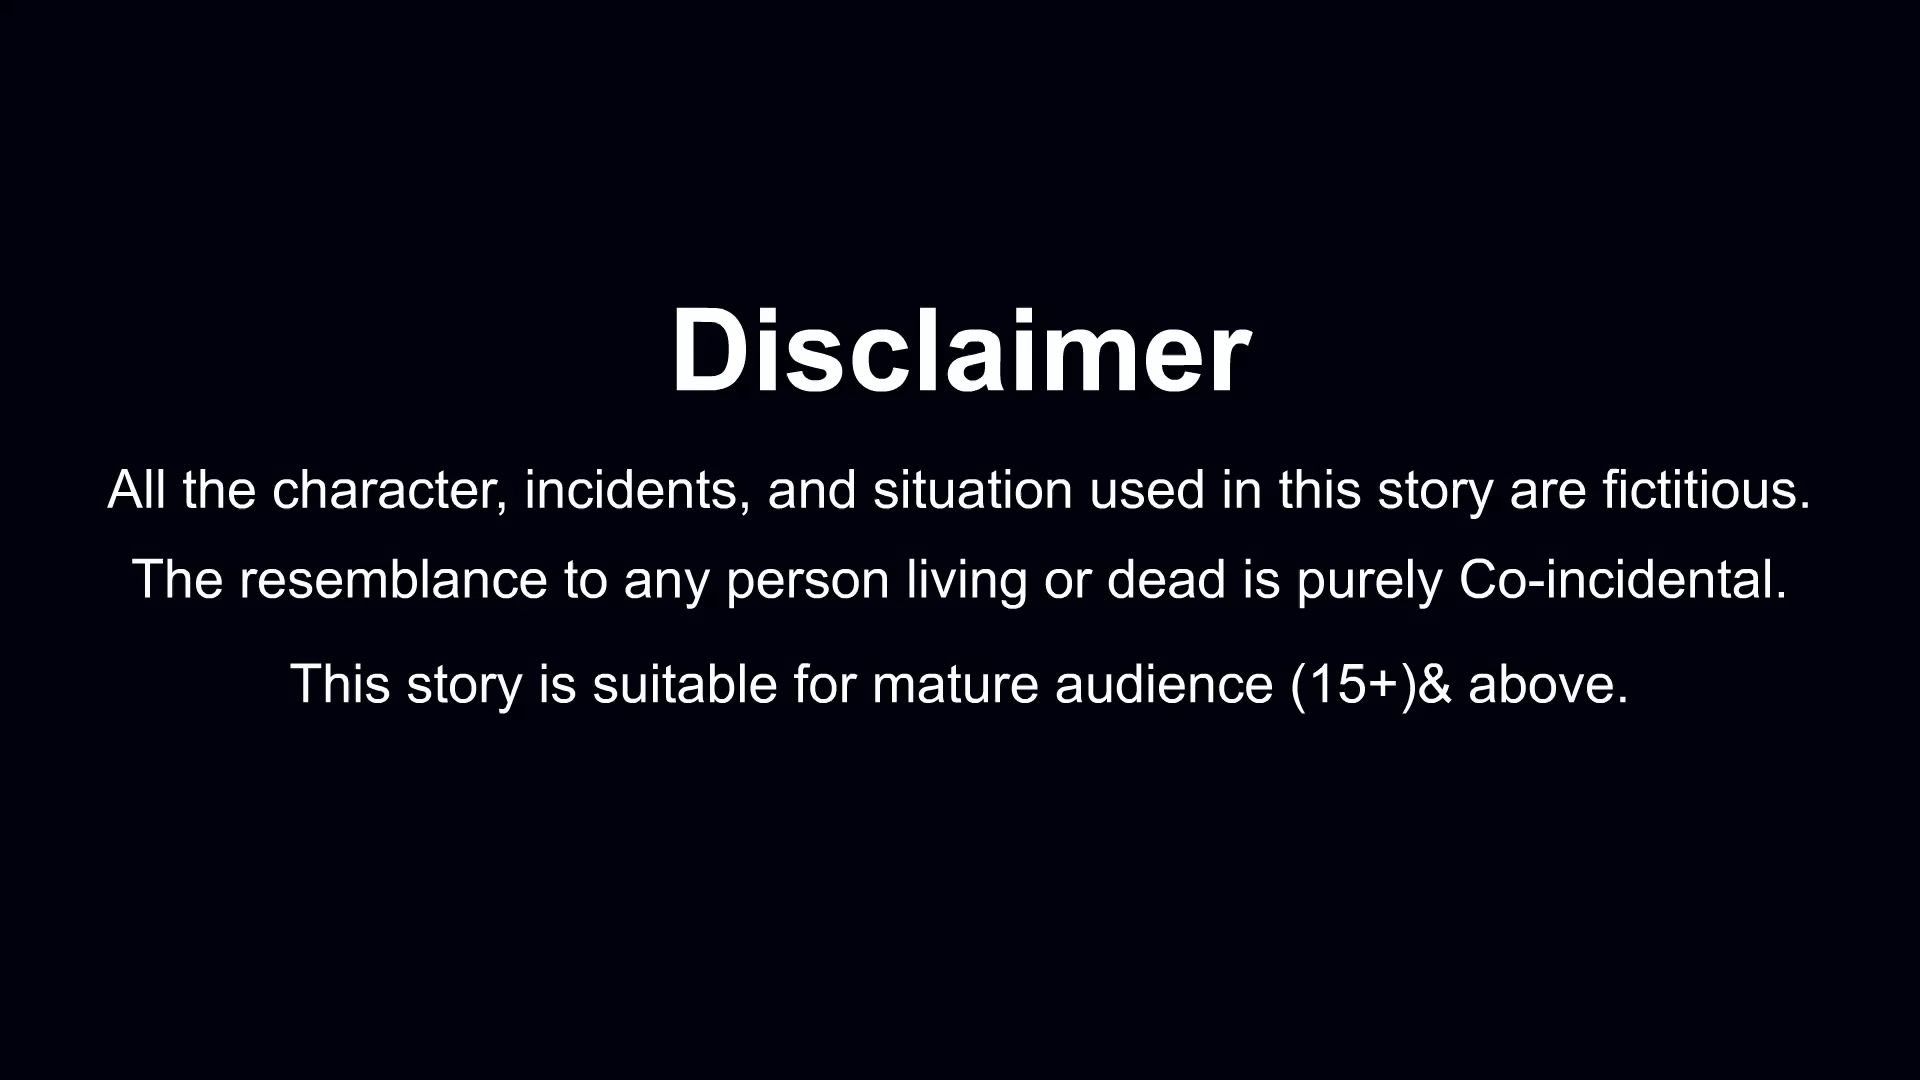 Disclaimer
All the character, incidents, and situation used in this story are fictitious.
The resemblance to any person living or dead is purely Co-incidental.
This story is suitable for mature audience (15+)& above.